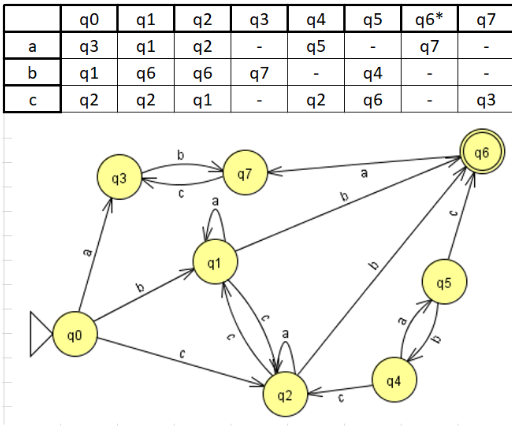 q0 q1 q2 q3 q4 q5 q6* q7
a q3 q1 q2 - q5 - q7 -
b q1 q6 q6 q7 - q4 - -
c q2 q2 q1 - q2 q6 - q3
q6
b
q3
q7
a
c
b
a
c
a
q1
b
b
q5
c
a
b
q0
c
a
c
q4
q2
c